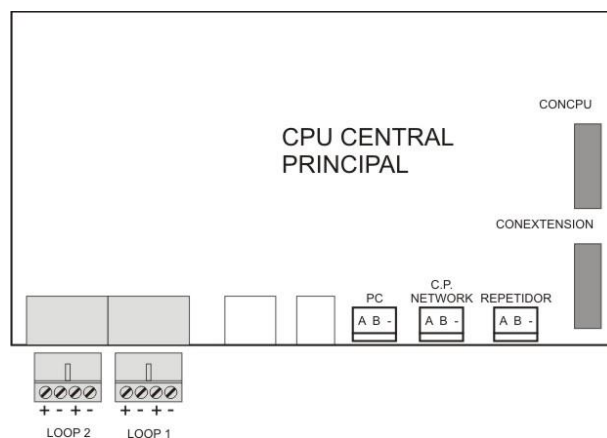 CONCPU
CPU CENTRAL
PRINCIPAL
CONEXTENSION
PC
C.P.
NETWORK
REPETIDOR
A B -
A B -
A B -
+ - + -
+ - + -
LOOP 2
LOOP 1